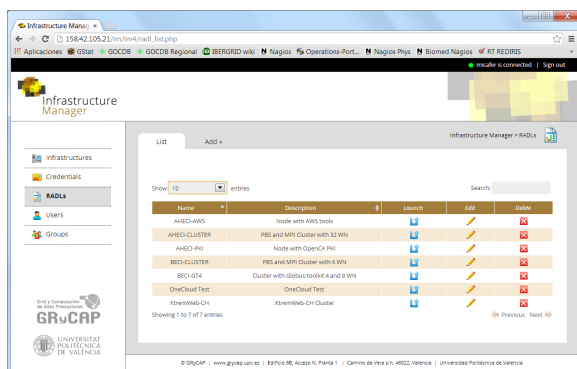 Infrastructure Manag ×
158.42.105.21/im/im4/radl_list.php
Aplicaciones GStat GOCDB GOCDB Regional IBERGRID wiki Nagios Operations-Port... Nagios Phys Biomed Nagios RT REDIRIS »
micafer is connected | Sign out
Infrastructure
Manager
List Add +
Infrastructure Manager > RADLs
Infrastructures
Credentials
RADLs
Users
Groups
Show 10 entries
Search:
Name Description Launch Edit Delete
AHECI-AWS Node with AWS tools
AHECI-CLUSTER PBS and MPI Cluster with 32 WN
AHECI-PKI Node with OpenCA PKI
BECI-CLUSTER PBS and MPI Cluster with 6 WN
BECI-GT4 Cluster with Globus toolkit 4 and 8 WN
OneCloud Test OneCloud Test
XtremWeb-CH XtremWeb-CH Cluster
Showing 1 to 7 of 7 entries
Previous Next
Grid y Computación
de Altas Prestaciones
GRyCAP
UNIVERSITAT
POLITÈCNICA
DE VALÈNCIA
© GRyCAP | www.grycap.upv.es | Edificio 8B, Acceso N, Planta 1 | Camino de Vera s/n, 46022, Valencia | Universidad Politécnica de Valencia